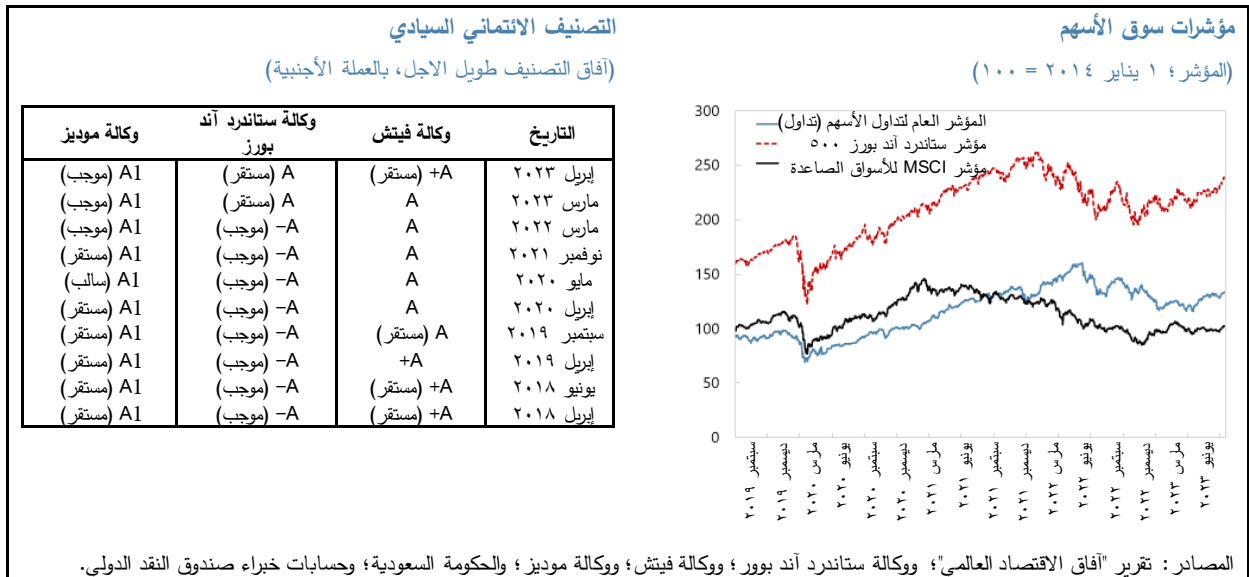 مؤشرات سوق الأسهم
(المؤشر؛ ١ يناير ٢٠١٤ = ١٠٠)
300
250
200
150
100
50
0
المؤشر العام لتداول الأسهم (تداول)
مؤشر ستاندرد آند بورز ٥٠٠
مؤشر MSCI للأسواق الصاعدة
سبتمبر ٢٠١٩
ديسمبر ٢٠١٩
مارس ٢٠٢٠
يونيو ٢٠٢٠
سبتمبر ٢٠٢٠
ديسمبر ٢٠٢٠
مارس ٢٠٢١
يونيو ٢٠٢١
سبتمبر ٢٠٢١
ديسمبر ٢٠٢١
مارس ٢٠٢٢
يونيو ٢٠٢٢
سبتمبر ٢٠٢٢
ديسمبر ٢٠٢٢
مارس ٢٠٢٣
يونيو ٢٠٢٣
التصنيف الائتماني السيادي
(آفاق التصنيف طويل الاجل، بالعملة الأجنبية)
التاريخ وكالة فيتش وكالة ستاندرد آند بورز وكالة موديز
إبريل ٢٠٢٣ A+ (مستقر) A (مستقر) A1 (موجب)
مارس ٢٠٢٣ A A (مستقر) A1 (موجب)
مارس ٢٠٢٢ A A− (موجب) A1 (موجب)
نوفمبر ٢٠٢١ A A− (موجب) A1 (مستقر)
مايو ٢٠٢٠ A A− (موجب) A1 (سالب)
إبريل ٢٠٢٠ A A− (موجب) A1 (مستقر)
سبتمبر ٢٠١٩ A (مستقر) A− (موجب) A1 (مستقر)
إبريل ٢٠١٩ A+ A− (موجب) A1 (مستقر)
يونيو ٢٠١٨ A+ (مستقر) A− (موجب) A1 (مستقر)
إبريل ٢٠١٨ A+ (مستقر) A− (موجب) A1 (مستقر)
المصادر: تقرير "آفاق الاقتصاد العالمي"؛ ووكالة ستاندرد آند بوور؛ ووكالة فيتش؛ ووكالة موديز؛ والحكومة السعودية؛ وحسابات خبراء صندوق النقد الدولي.